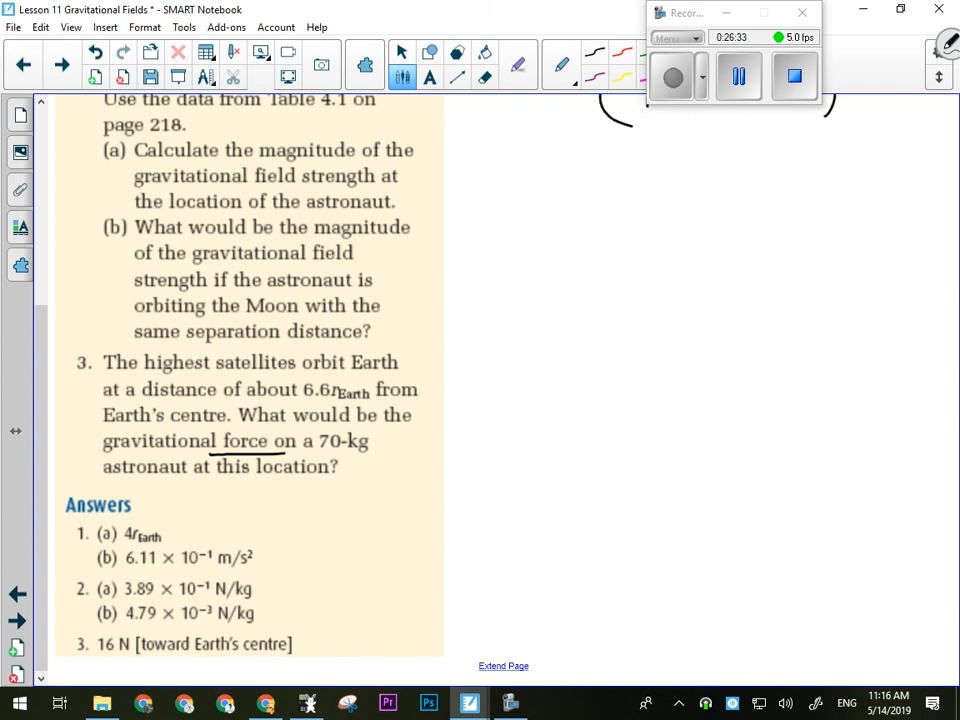 Lesson 11 Gravitational Fields * - SMART Notebook
File Edit View Insert Format Tools Add-ons Account Help
Recor...
Menu
0:26:33
5.0 fps
Use the data from Table 4.1 on
page 218.
(a) Calculate the magnitude of the
gravitational field strength at
the location of the astronaut.
(b) What would be the magnitude
of the gravitational field
strength if the astronaut is
orbiting the Moon with the
same separation distance?
3. The highest satellites orbit Earth
at a distance of about 6.6rEarth from
Earth's centre. What would be the
gravitational force on a 70-kg
astronaut at this location?
Answers
1. (a) 4rEarth
(b) 6.11 × 10⁻¹ m/s²
2. (a) 3.89 × 10⁻¹ N/kg
(b) 4.79 × 10⁻³ N/kg
3. 16 N [toward Earth's centre]
Extend Page
Pr
Ps
ENG
11:16 AM
5/14/2019